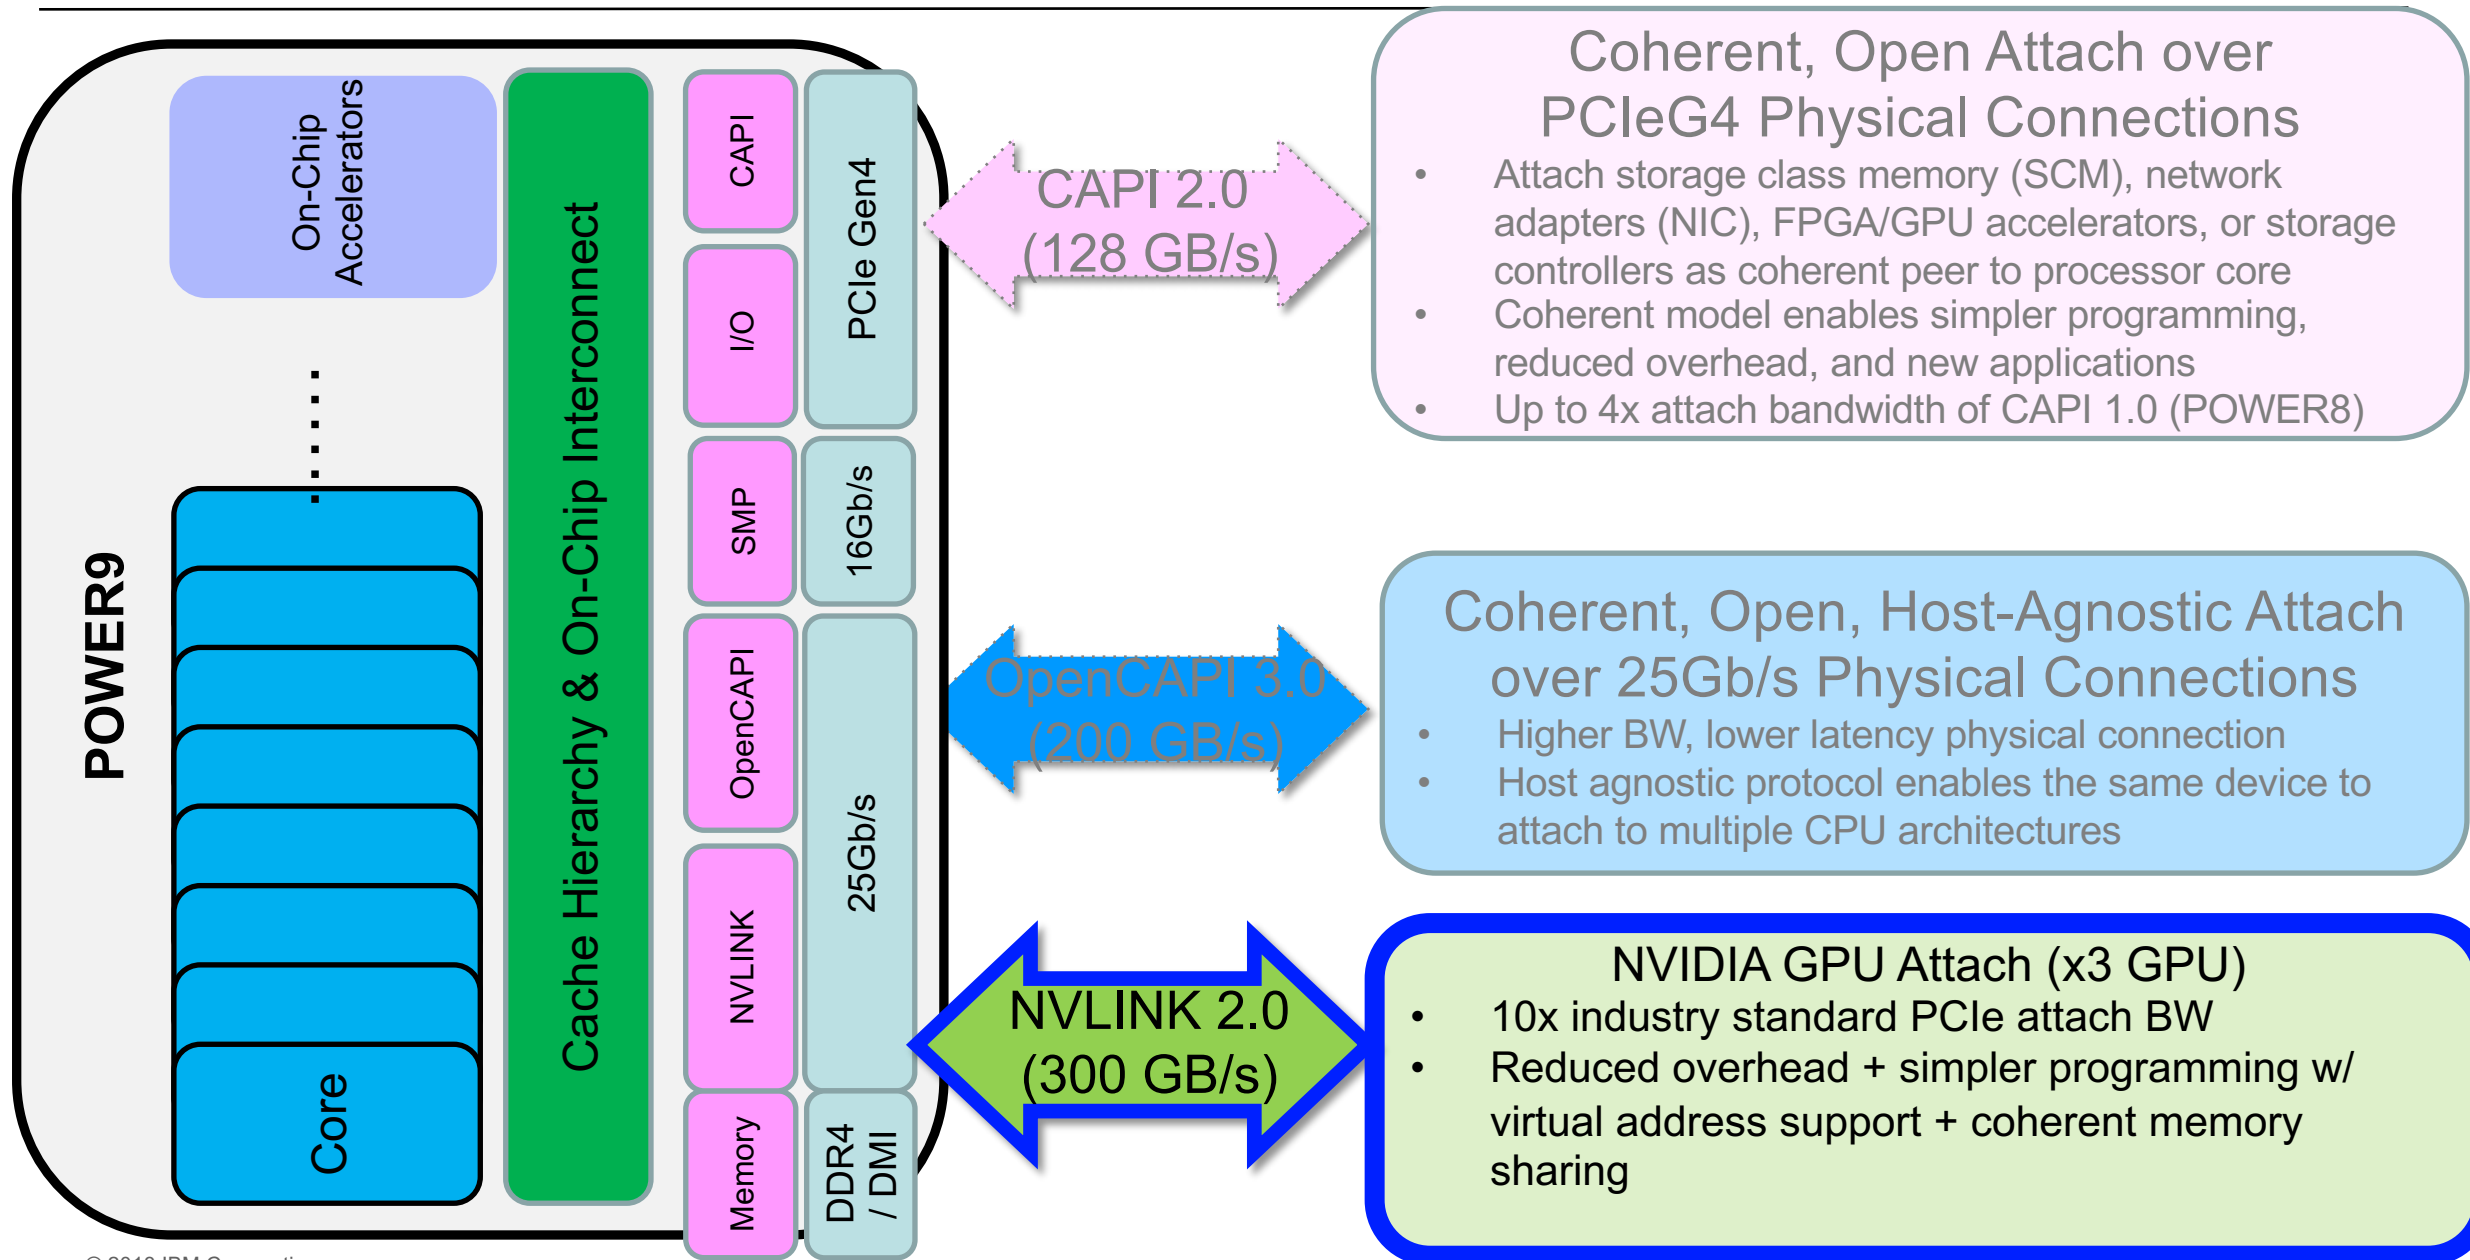 POWER9
On-Chip
Accelerators
Core
Cache Hierarchy & On-Chip Interconnect
CAPI
I/O
SMP
OpenCAPI
NVLINK
Memory
PCIe Gen4
16Gb/s
25Gb/s
DDR4
/ DMI
CAPI 2.0
(128 GB/s)
Coherent, Open Attach over
PCIeG4 Physical Connections
• Attach storage class memory (SCM), network
adapters (NIC), FPGA/GPU accelerators, or storage
controllers as coherent peer to processor core
• Coherent model enables simpler programming,
reduced overhead, and new applications
• Up to 4x attach bandwidth of CAPI 1.0 (POWER8)
OpenCAPI 3.0
(200 GB/s)
Coherent, Open, Host-Agnostic Attach
over 25Gb/s Physical Connections
• Higher BW, lower latency physical connection
• Host agnostic protocol enables the same device to
attach to multiple CPU architectures
NVLINK 2.0
(300 GB/s)
NVIDIA GPU Attach (x3 GPU)
• 10x industry standard PCIe attach BW
• Reduced overhead + simpler programming w/
virtual address support + coherent memory
sharing